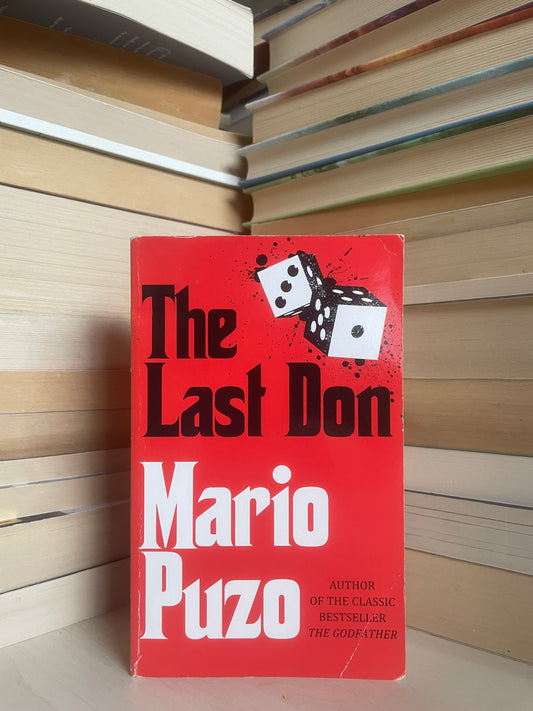 The
Last Don
Mario
Puzo
AUTHOR
OF THE CLASSIC
BESTSELLER
THE GODFATHER